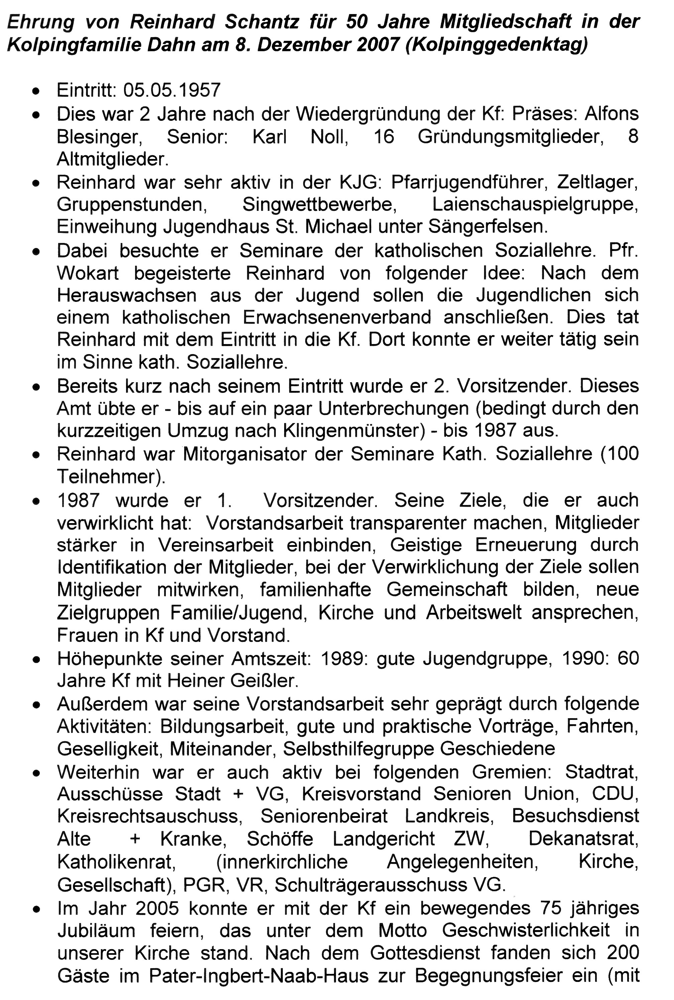 Ehrung von Reinhard Schantz für 50 Jahre Mitgliedschaft in der
Kolpingfamilie Dahn am 8. Dezember 2007 (Kolpinggedenktag)
• Eintritt: 05.05.1957
• Dies war 2 Jahre nach der Wiedergründung der Kf: Präses: Alfons
Blesinger, Senior: Karl Noll, 16 Gründungsmitglieder, 8
Altmitglieder.
• Reinhard war sehr aktiv in der KJG: Pfarrjugendführer, Zeltlager,
Gruppenstunden, Singwettbewerbe, Laienschauspielgruppe,
Einweihung Jugendhaus St. Michael unter Sängerfelsen.
• Dabei besuchte er Seminare der katholischen Soziallehre. Pfr.
Wokart begeisterte Reinhard von folgender Idee: Nach dem
Herauswachsen aus der Jugend sollen die Jugendlichen sich
einem katholischen Erwachsenenverband anschließen. Dies tat
Reinhard mit dem Eintritt in die Kf. Dort konnte er weiter tätig sein
im Sinne kath. Soziallehre.
• Bereits kurz nach seinem Eintritt wurde er 2. Vorsitzender. Dieses
Amt übte er - bis auf ein paar Unterbrechungen (bedingt durch den
kurzzeitigen Umzug nach Klingenmünster) - bis 1987 aus.
• Reinhard war Mitorganisator der Seminare Kath. Soziallehre (100
Teilnehmer).
• 1987 wurde er 1. Vorsitzender. Seine Ziele, die er auch
verwirklicht hat: Vorstandsarbeit transparenter machen, Mitglieder
stärker in Vereinsarbeit einbinden, Geistige Erneuerung durch
Identifikation der Mitglieder, bei der Verwirklichung der Ziele sollen
Mitglieder mitwirken, familienhafte Gemeinschaft bilden, neue
Zielgruppen Familie/Jugend, Kirche und Arbeitswelt ansprechen,
Frauen in Kf und Vorstand.
• Höhepunkte seiner Amtszeit: 1989: gute Jugendgruppe, 1990: 60
Jahre Kf mit Heiner Geißler.
• Außerdem war seine Vorstandsarbeit sehr geprägt durch folgende
Aktivitäten: Bildungsarbeit, gute und praktische Vorträge, Fahrten,
Geselligkeit, Miteinander, Selbsthilfegruppe Geschiedene
• Weiterhin war er auch aktiv bei folgenden Gremien: Stadtrat,
Ausschüsse Stadt + VG, Kreisvorstand Senioren Union, CDU,
Kreisrechtsauschuss, Seniorenbeirat Landkreis, Besuchsdienst
Alte + Kranke, Schöffe Landgericht ZW, Dekanatsrat,
Katholikenrat, (innerkirchliche Angelegenheiten, Kirche,
Gesellschaft), PGR, VR, Schulträgerausschuss VG.
• Im Jahr 2005 konnte er mit der Kf ein bewegendes 75 jähriges
Jubiläum feiern, das unter dem Motto Geschwisterlichkeit in
unserer Kirche stand. Nach dem Gottesdienst fanden sich 200
Gäste im Pater-Ingbert-Naab-Haus zur Begegnungsfeier ein (mit